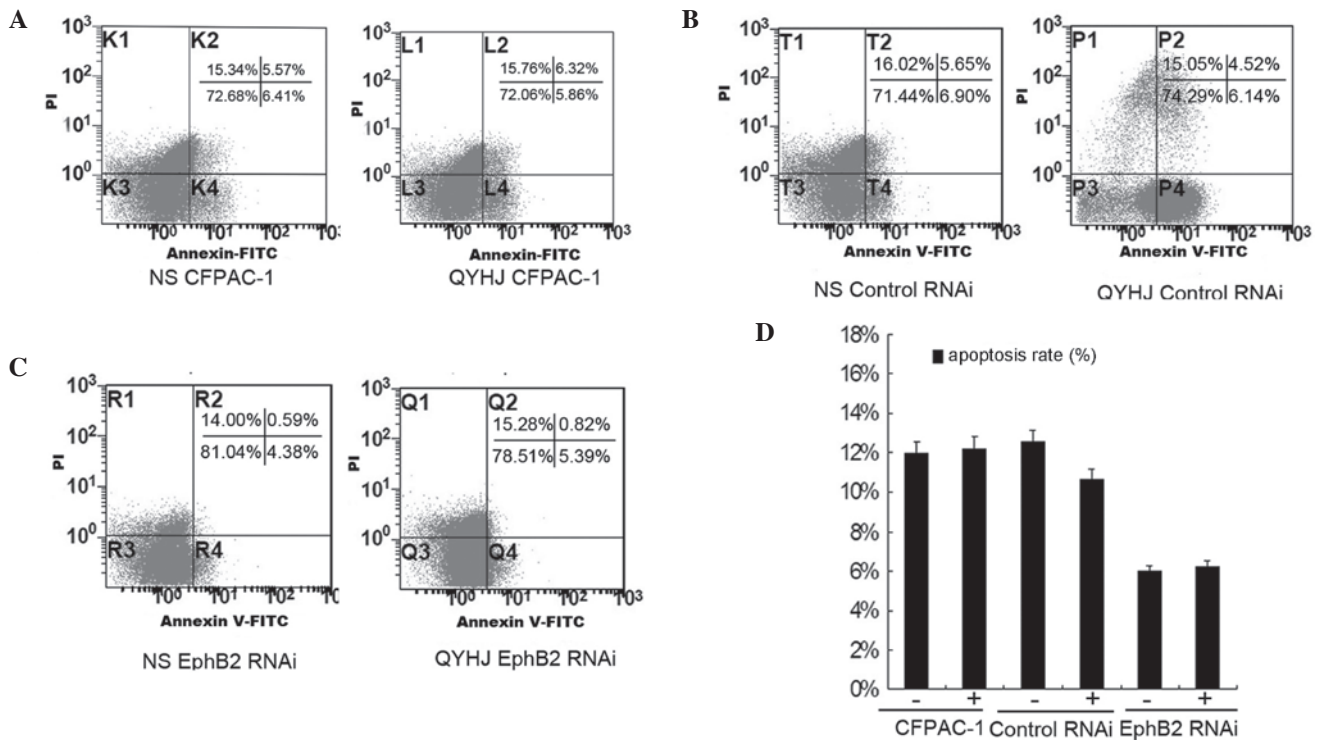 A
10³
10²
10¹
10⁰
PI
K1
K2
15.34% 5.57%
72.68% 6.41%
K3
K4
10⁰ 10¹ 10² 10³
Annexin-FITC
NS CFPAC-1
10³
10²
10¹
10⁰
PI
L1
L2
15.76% 6.32%
72.06% 5.86%
L3
L4
10⁰ 10¹ 10² 10³
Annexin-FITC
QYHJ CFPAC-1
B
10³
10²
10¹
10⁰
PI
T1
T2
16.02% 5.65%
71.44% 6.90%
T3
T4
10⁰ 10¹ 10² 10³
Annexin V-FITC
NS Control RNAi
10³
10²
10¹
10⁰
PI
P1
P2
15.05% 4.52%
74.29% 6.14%
P3
P4
10⁰ 10¹ 10² 10³
Annexin V-FITC
QYHJ Control RNAi
C
10³
10²
10¹
10⁰
PI
R1
R2
14.00% 0.59%
81.04% 4.38%
R3
R4
10⁰ 10¹ 10² 10
Annexin V-FITC
NS EphB2 RNAi
10³
10²
10¹
10⁰
PI
Q1
Q2
15.28% 0.82%
78.51% 5.39%
Q3
Q4
10⁰ 10¹ 10² 10³
Annexin V-FITC
QYHJ EphB2 RNAi
D
18%
16%
14%
12%
10%
8%
6%
4%
2%
0%
apoptosis rate (%)
- + - + - +
CFPAC-1 Control RNAi EphB2 RNAi